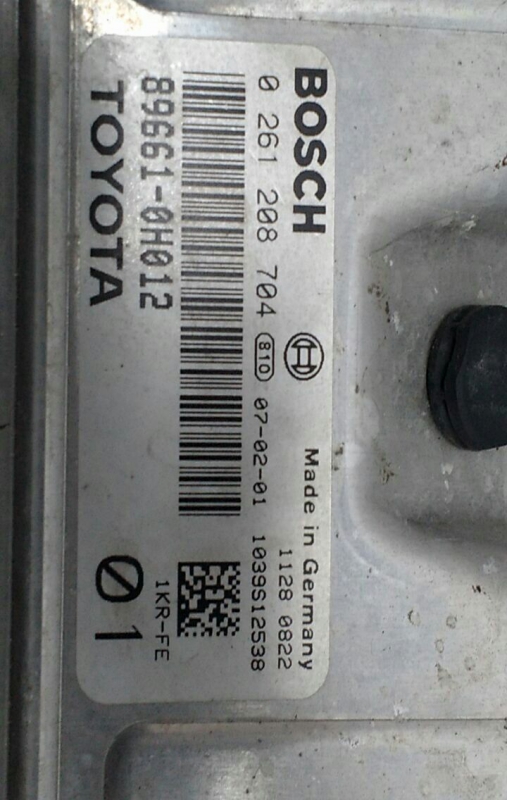 BOSCH
Made in Germany
1128 0822
0 261 208 704 810 07-02-01 1039S12538
89661-0H012
1KR-FE
TOYOTA
01